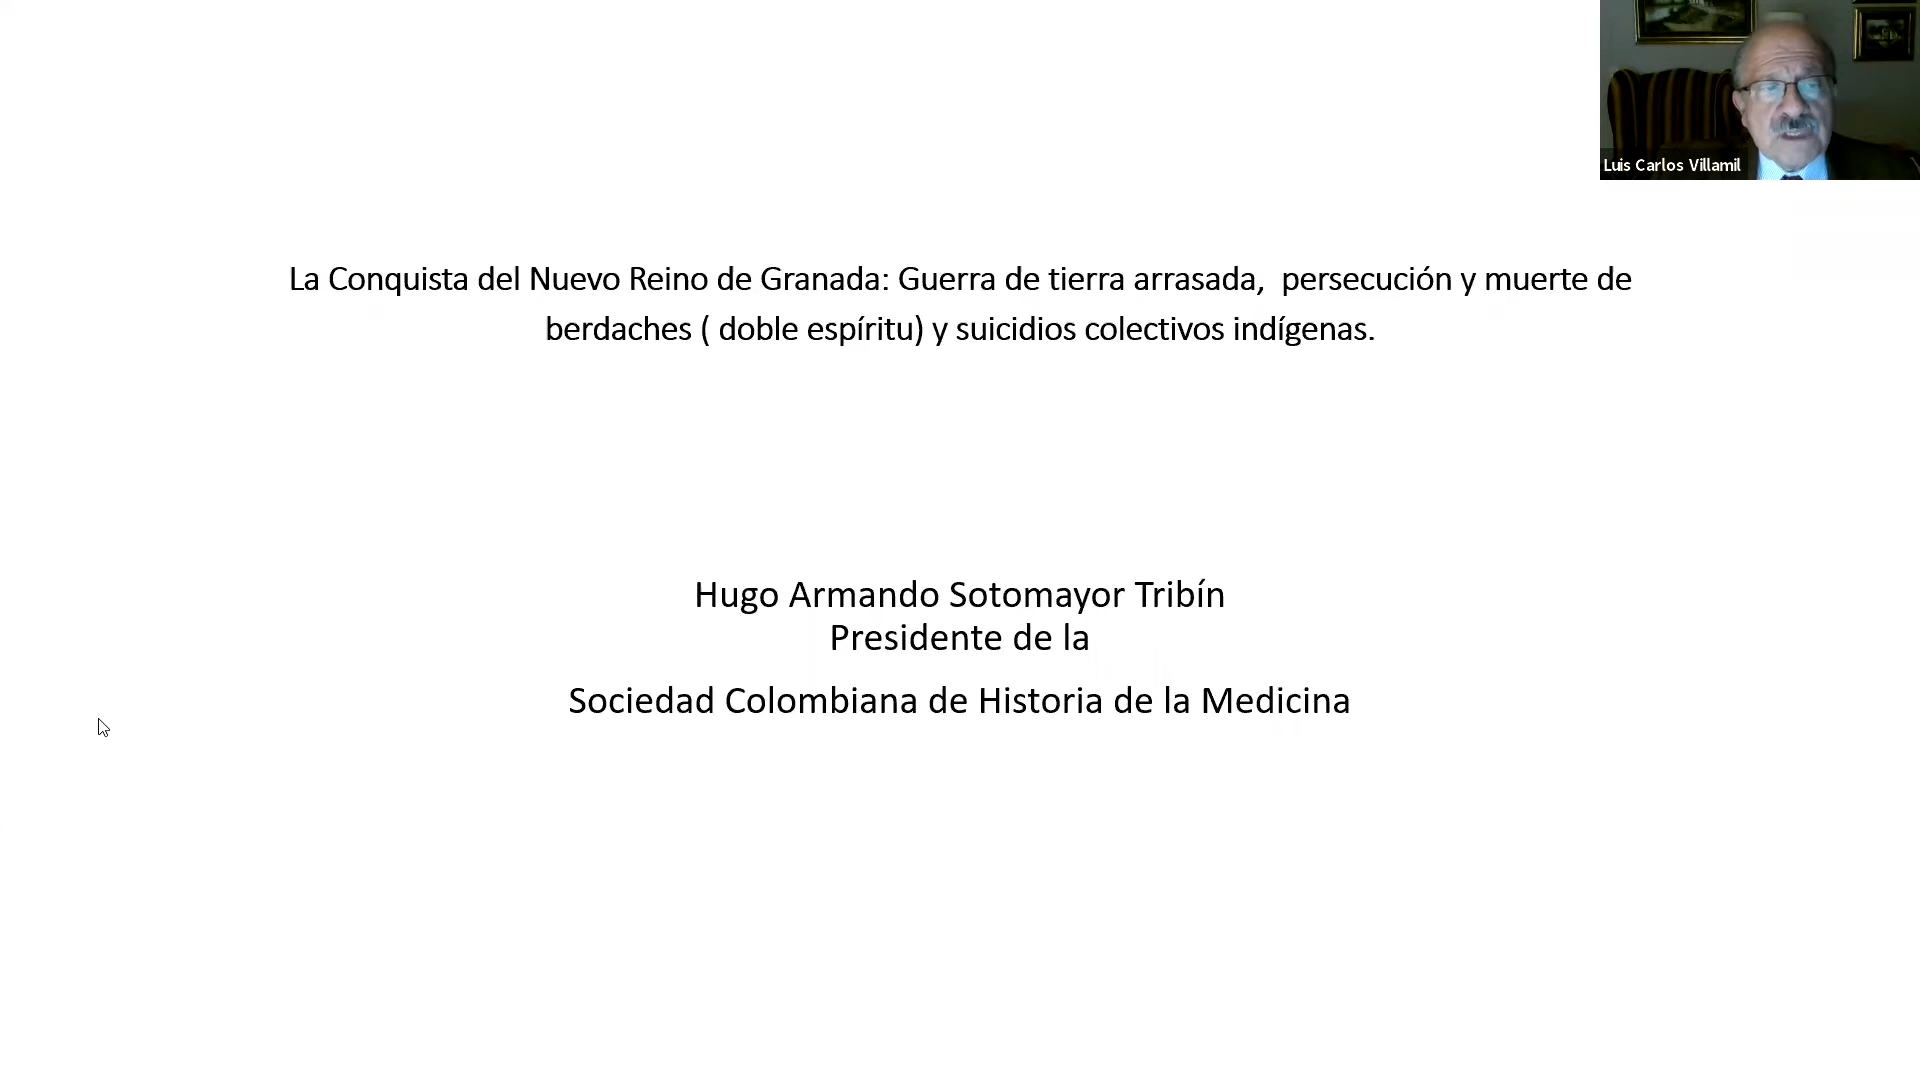 Luis Carlos Villamil
La Conquista del Nuevo Reino de Granada: Guerra de tierra arrasada,  persecución y muerte de
berdaches ( doble espíritu) y suicidios colectivos indígenas.
Hugo Armando Sotomayor Tribín
Presidente de la
Sociedad Colombiana de Historia de la Medicina